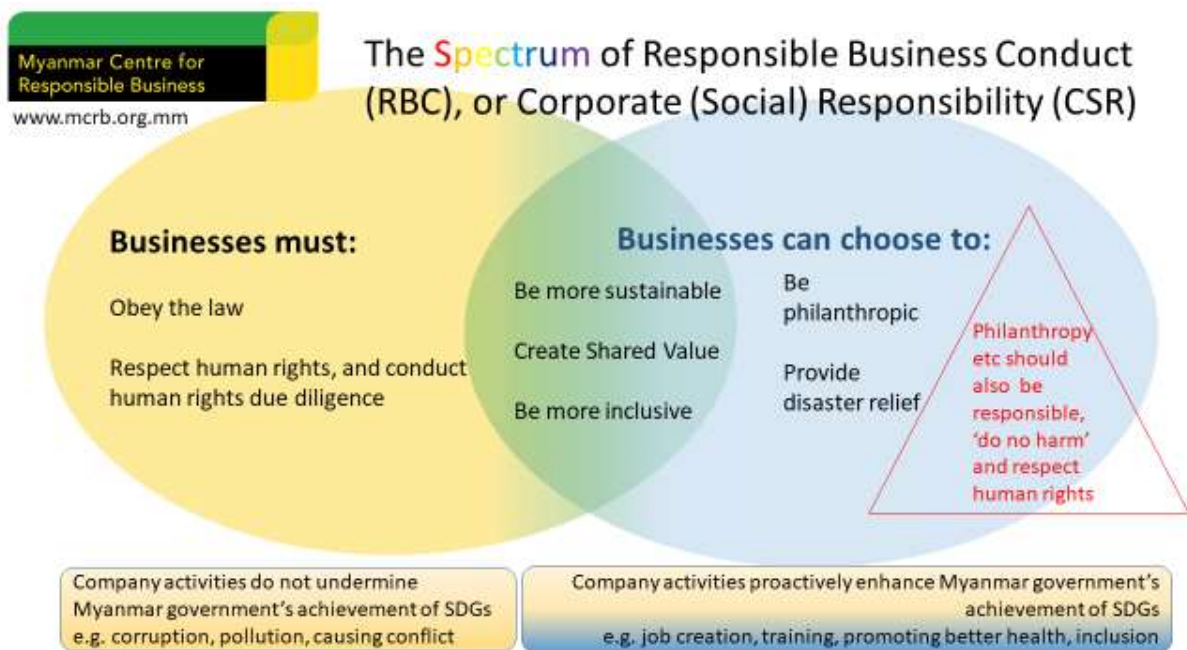 Myanmar Centre for
Responsible Business
www.mcrb.org.mm
The Spectrum of Responsible Business Conduct
(RBC), or Corporate (Social) Responsibility (CSR)
Businesses must:
Obey the law
Respect human rights, and conduct
human rights due diligence
Businesses can choose to:
Be more sustainable
Create Shared Value
Be more inclusive
Be
philanthropic
Provide
disaster relief
Philanthropy
etc should
also be
responsible,
‘do no harm’
and respect
human rights
Company activities do not undermine
Myanmar government’s achievement of SDGs
e.g. corruption, pollution, causing conflict
Company activities proactively enhance Myanmar government’s
achievement of SDGs
e.g. job creation, training, promoting better health, inclusion